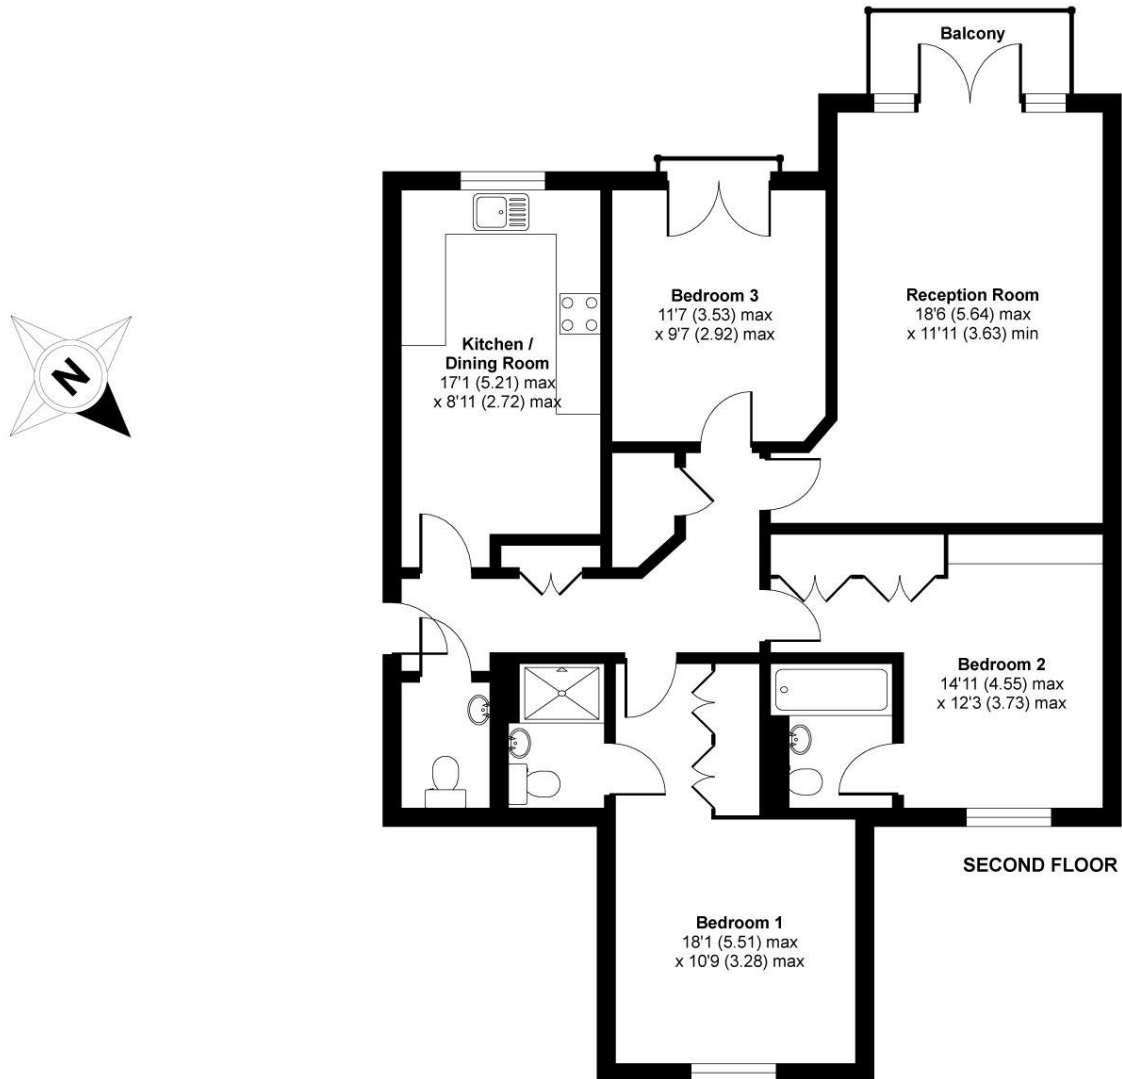 Balcony
Bedroom 3
11'7 (3.53) max
x 9'7 (2.92) max
Reception Room
18'6 (5.64) max
x 11'11 (3.63) min
Kitchen /
Dining Room
17'1 (5.21) max
x 8'11 (2.72) max
N
Bedroom 2
14'11 (4.55) max
x 12'3 (3.73) max
SECOND FLOOR
Bedroom 1
18'1 (5.51) max
x 10'9 (3.28) max